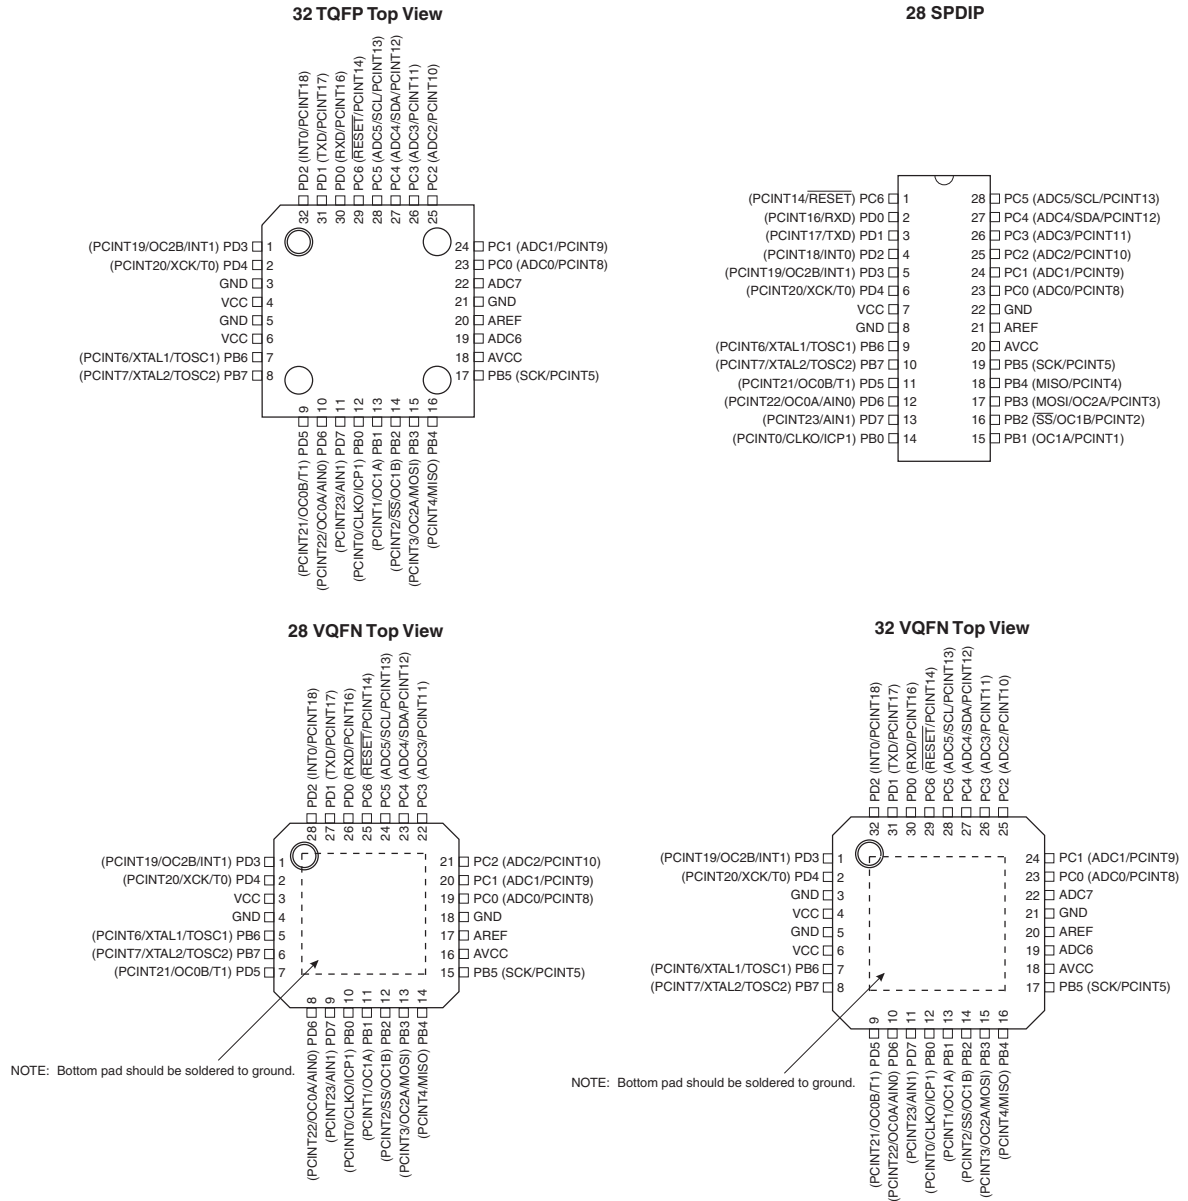 32 TQFP Top View
32 PD2 (INT0/PCINT18)
31 PD1 (TXD/PCINT17)
30 PD0 (RXD/PCINT16)
29 PC6 (RESET/PCINT14)
28 PC5 (ADC5/SCL/PCINT13)
27 PC4 (ADC4/SDA/PCINT12)
26 PC3 (ADC3/PCINT11)
25 PC2 (ADC2/PCINT10)
(PCINT19/OC2B/INT1) PD3 1
(PCINT20/XCK/T0) PD4 2
GND 3
VCC 4
GND 5
VCC 6
(PCINT6/XTAL1/TOSC1) PB6 7
(PCINT7/XTAL2/TOSC2) PB7 8
24 PC1 (ADC1/PCINT9)
23 PC0 (ADC0/PCINT8)
22 ADC7
21 GND
20 AREF
19 ADC6
18 AVCC
17 PB5 (SCK/PCINT5)
(PCINT21/OC0B/T1) PD5 9
(PCINT22/OC0A/AIN0) PD6 10
(PCINT23/AIN1) PD7 11
(PCINT0/CLKO/ICP1) PB0 12
(PCINT1/OC1A) PB1 13
(PCINT2/SS/OC1B) PB2 14
(PCINT3/OC2A/MOSI) PB3 15
(PCINT4/MISO) PB4 16
28 SPDIP
(PCINT14/RESET) PC6 1
(PCINT16/RXD) PD0 2
(PCINT17/TXD) PD1 3
(PCINT18/INT0) PD2 4
(PCINT19/OC2B/INT1) PD3 5
(PCINT20/XCK/T0) PD4 6
VCC 7
GND 8
(PCINT6/XTAL1/TOSC1) PB6 9
(PCINT7/XTAL2/TOSC2) PB7 10
(PCINT21/OC0B/T1) PD5 11
(PCINT22/OC0A/AIN0) PD6 12
(PCINT23/AIN1) PD7 13
(PCINT0/CLKO/ICP1) PB0 14
28 PC5 (ADC5/SCL/PCINT13)
27 PC4 (ADC4/SDA/PCINT12)
26 PC3 (ADC3/PCINT11)
25 PC2 (ADC2/PCINT10)
24 PC1 (ADC1/PCINT9)
23 PC0 (ADC0/PCINT8)
22 GND
21 AREF
20 AVCC
19 PB5 (SCK/PCINT5)
18 PB4 (MISO/PCINT4)
17 PB3 (MOSI/OC2A/PCINT3)
16 PB2 (SS/OC1B/PCINT2)
15 PB1 (OC1A/PCINT1)
28 VQFN Top View
28 PD2 (INT0/PCINT18)
27 PD1 (TXD/PCINT17)
26 PD0 (RXD/PCINT16)
25 PC6 (RESET/PCINT14)
24 PC5 (ADC5/SCL/PCINT13)
23 PC4 (ADC4/SDA/PCINT12)
22 PC3 (ADC3/PCINT11)
(PCINT19/OC2B/INT1) PD3 1
(PCINT20/XCK/T0) PD4 2
VCC 3
GND 4
(PCINT6/XTAL1/TOSC1) PB6 5
(PCINT7/XTAL2/TOSC2) PB7 6
(PCINT21/OC0B/T1) PD5 7
21 PC2 (ADC2/PCINT10)
20 PC1 (ADC1/PCINT9)
19 PC0 (ADC0/PCINT8)
18 GND
17 AREF
16 AVCC
15 PB5 (SCK/PCINT5)
(PCINT22/OC0A/AIN0) PD6 8
(PCINT23/AIN1) PD7 9
(PCINT0/CLKO/ICP1) PB0 10
(PCINT1/OC1A) PB1 11
(PCINT2/SS/OC1B) PB2 12
(PCINT3/OC2A/MOSI) PB3 13
(PCINT4/MISO) PB4 14
NOTE: Bottom pad should be soldered to ground.
32 VQFN Top View
32 PD2 (INT0/PCINT18)
31 PD1 (TXD/PCINT17)
30 PD0 (RXD/PCINT16)
29 PC6 (RESET/PCINT14)
28 PC5 (ADC5/SCL/PCINT13)
27 PC4 (ADC4/SDA/PCINT12)
26 PC3 (ADC3/PCINT11)
25 PC2 (ADC2/PCINT10)
(PCINT19/OC2B/INT1) PD3 1
(PCINT20/XCK/T0) PD4 2
GND 3
VCC 4
GND 5
VCC 6
(PCINT6/XTAL1/TOSC1) PB6 7
(PCINT7/XTAL2/TOSC2) PB7 8
24 PC1 (ADC1/PCINT9)
23 PC0 (ADC0/PCINT8)
22 ADC7
21 GND
20 AREF
19 ADC6
18 AVCC
17 PB5 (SCK/PCINT5)
(PCINT21/OC0B/T1) PD5 9
(PCINT22/OC0A/AIN0) PD6 10
(PCINT23/AIN1) PD7 11
(PCINT0/CLKO/ICP1) PB0 12
(PCINT1/OC1A) PB1 13
(PCINT2/SS/OC1B) PB2 14
(PCINT3/OC2A/MOSI) PB3 15
(PCINT4/MISO) PB4 16
NOTE: Bottom pad should be soldered to ground.